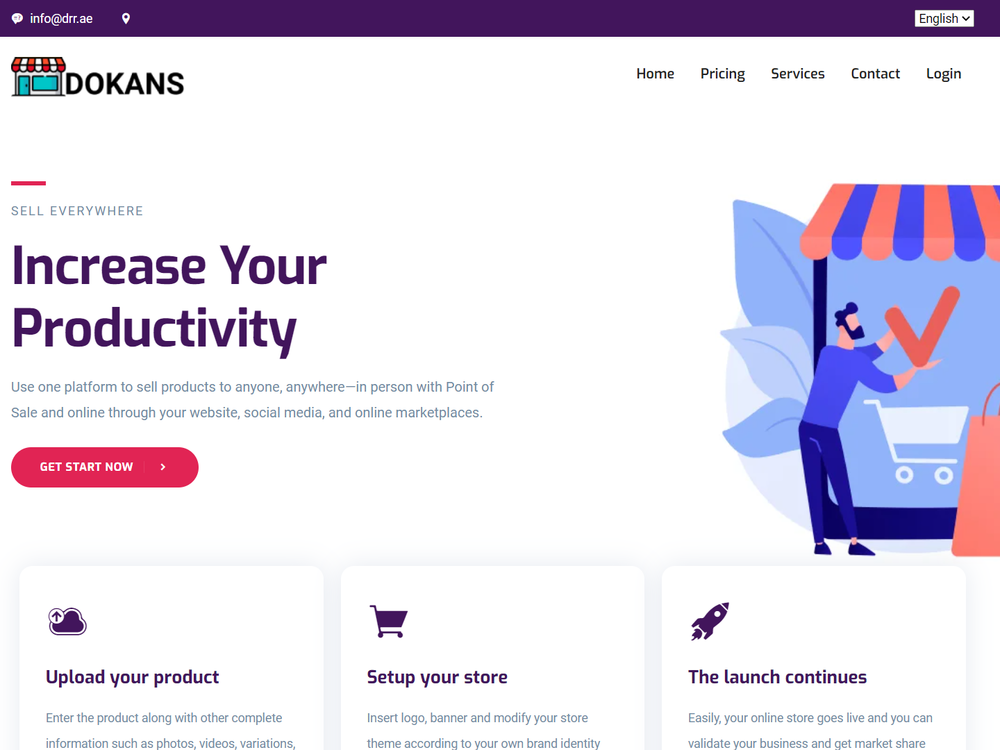 info@drr.ae
English
DOKANS
Home Pricing Services Contact Login
SELL EVERYWHERE
Increase Your
Productivity
Use one platform to sell products to anyone, anywhere—in person with Point of
Sale and online through your website, social media, and online marketplaces.
GET START NOW
Upload your product
Enter the product along with other complete
information such as photos, videos, variations,
Setup your store
Insert logo, banner and modify your store
theme according to your own brand identity
The launch continues
Easily, your online store goes live and you can
validate your business and get market share